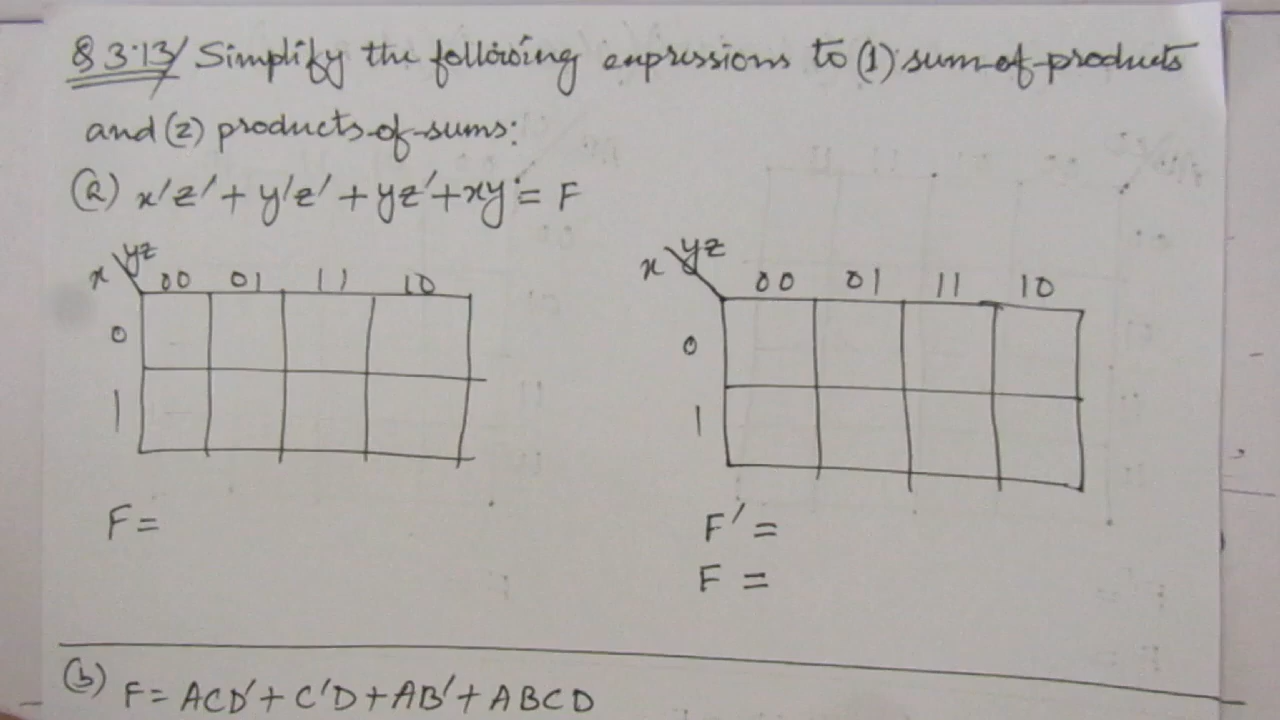 Q 3.13/ Simplify the following expressions to (1) sum-of-products
and (2) products-of-sums:
(a) x'z' + y'z' + yz' + xy = F
x yz 00 01 11 10
0
1
F =
x yz 00 01 11 10
0
1
F' =
F =
(b) F = ACD' + C'D + AB' + ABCD